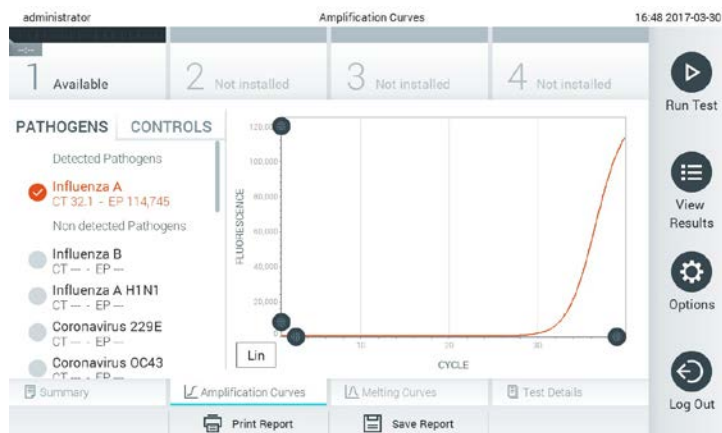 administrator
Amplification Curves
16:48 2017-03-30
1 Available
2 Not installed
3 Not installed
4 Not installed
Run Test
View
Results
Options
Log Out
PATHOGENS
CONTROLS
Detected Pathogens
Influenza A
CT 32.1 - EP 114,745
Non detected Pathogens
Influenza B
CT --- - EP ---
Influenza A H1N1
CT --- - EP ---
Coronavirus 229E
CT --- - EP ---
Coronavirus OC43
CT --- - EP ---
FLUORESCENCE
100,000
80,000
60,000
40,000
20,000
0
10
20
30
CYCLE
Lin
Summary
Amplification Curves
Melting Curves
Test Details
Print Report
Save Report